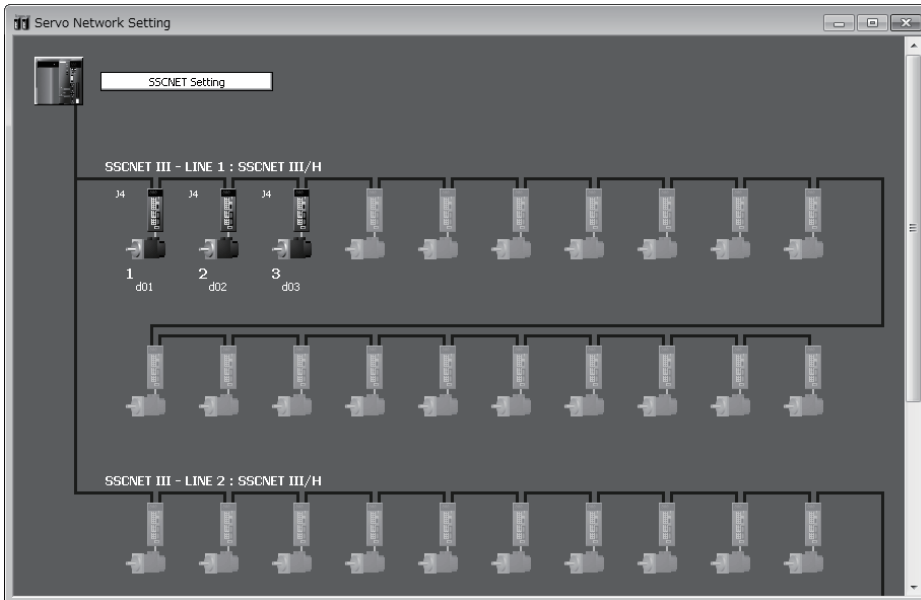 Servo Network Setting
SSCNET Setting
SSCNET III - LINE 1 : SSCNET III/H
J4 J4 J4
1 2 3
d01 d02 d03
SSCNET III - LINE 2 : SSCNET III/H